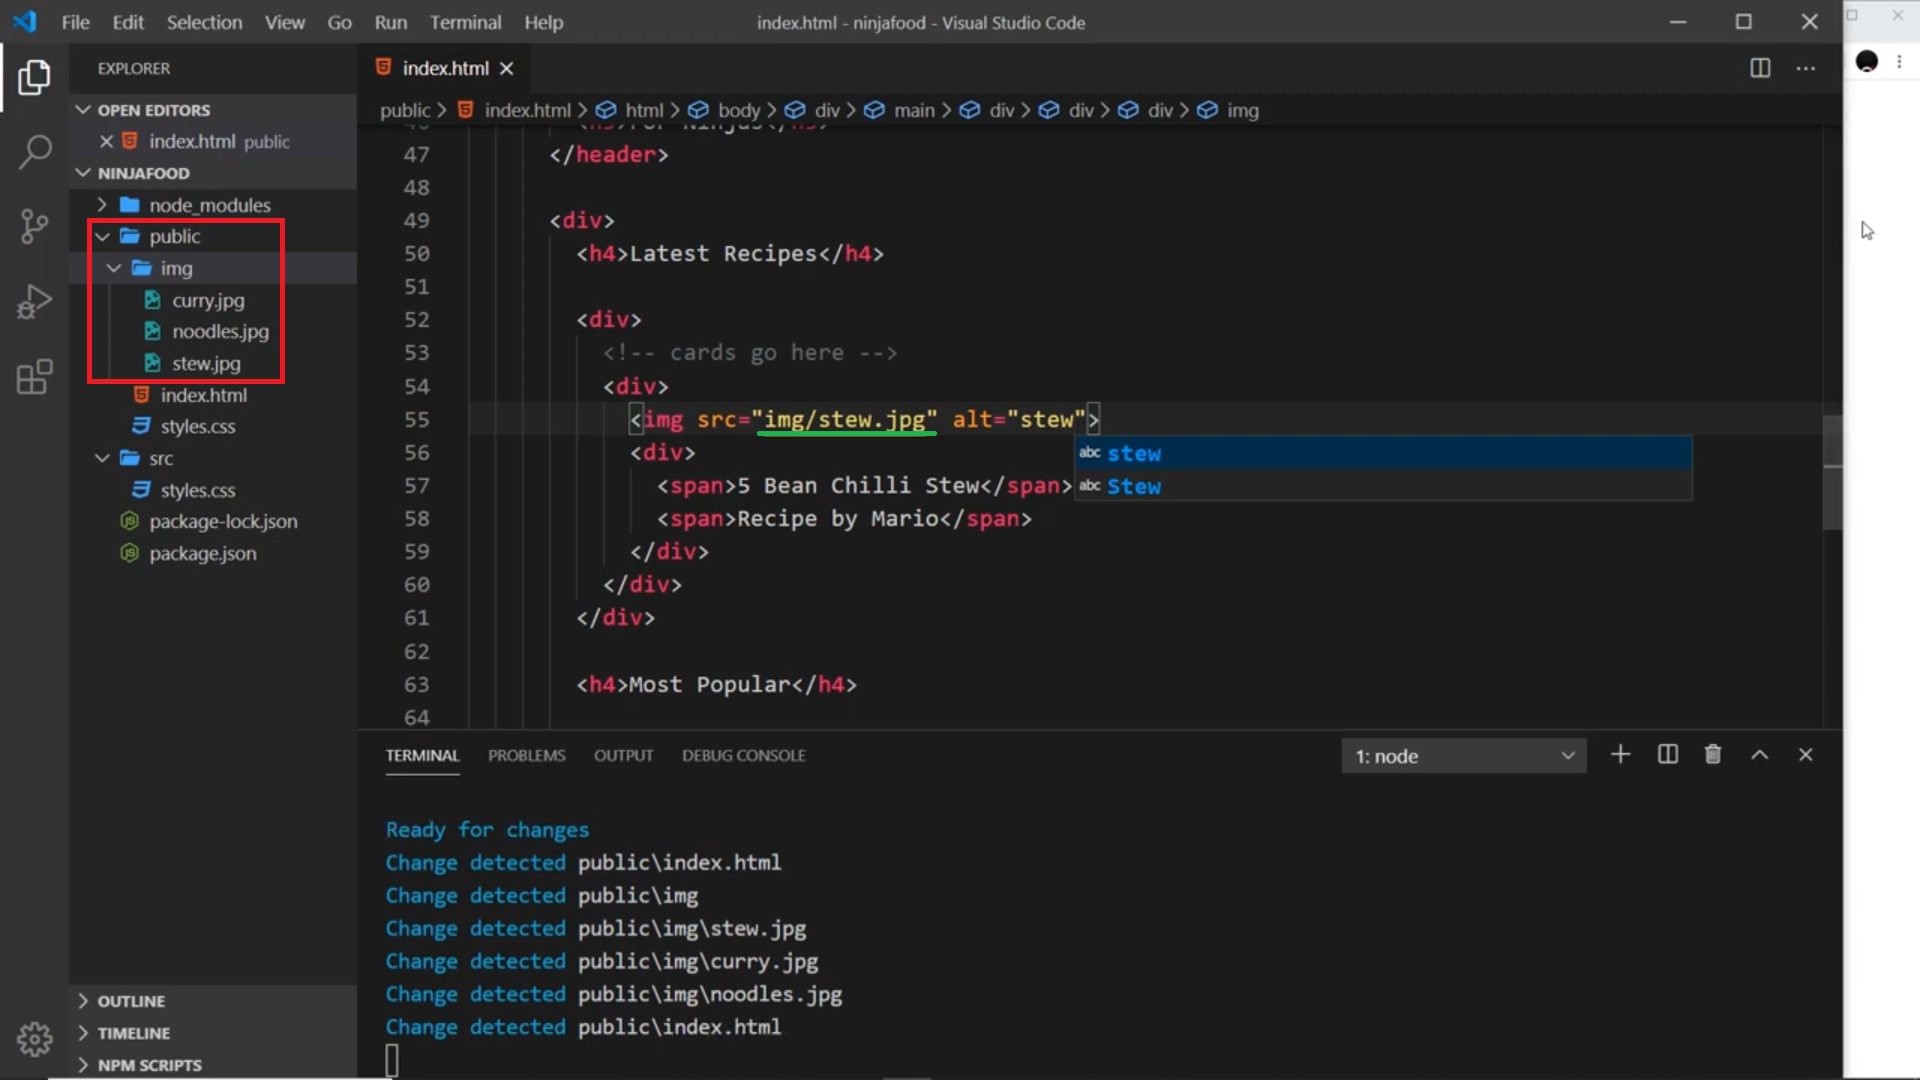 File Edit Selection View Go Run Terminal Help
index.html - ninjafood - Visual Studio Code
EXPLORER
OPEN EDITORS
index.html public
NINJAFOOD
node_modules
public
img
curry.jpg
noodles.jpg
stew.jpg
index.html
styles.css
src
styles.css
package-lock.json
package.json
OUTLINE
TIMELINE
NPM SCRIPTS
index.html
public > index.html > html > body > div > main > div > div > div > img
47 </header>
48
49 <div>
50 <h4>Latest Recipes</h4>
51
52 <div>
53 <!-- cards go here -->
54 <div>
55 <img src="img/stew.jpg" alt="stew">
56 <div>
abc stew
57 <span>5 Bean Chilli Stew</span>
abc Stew
58 <span>Recipe by Mario</span>
59 </div>
60 </div>
61 </div>
62
63 <h4>Most Popular</h4>
64
TERMINAL PROBLEMS OUTPUT DEBUG CONSOLE
1: node
Ready for changes
Change detected public\index.html
Change detected public\img
Change detected public\img\stew.jpg
Change detected public\img\curry.jpg
Change detected public\img\noodles.jpg
Change detected public\index.html